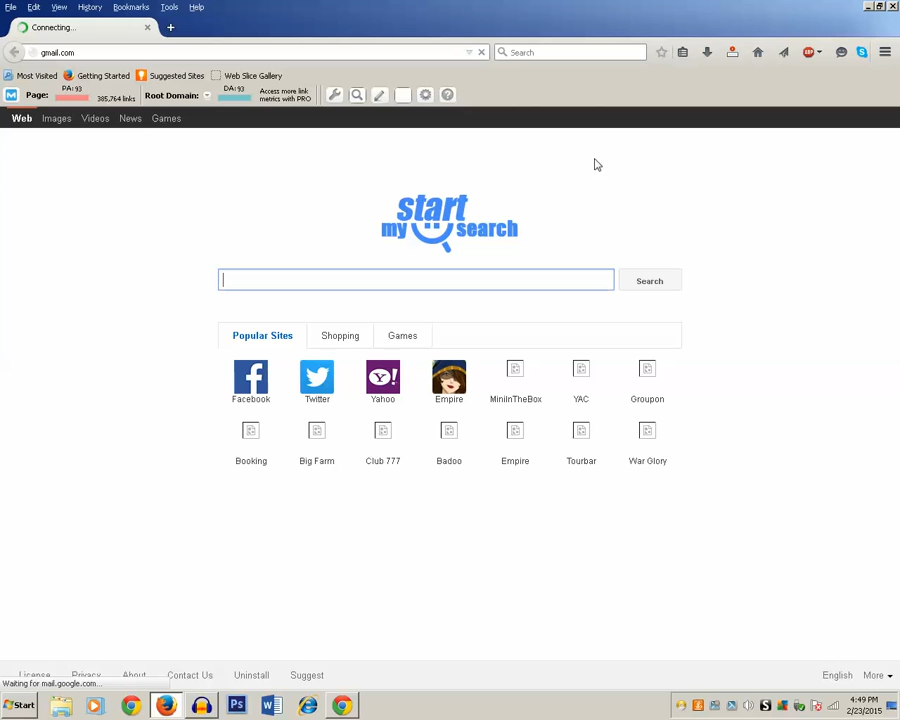 File Edit View History Bookmarks Tools Help
Connecting...
gmail.com
Search
Most Visited Getting Started Suggested Sites Web Slice Gallery
Page: PA: 93 385,764 links Root Domain: DA: 93 Access more link metrics with PRO
Web Images Videos News Games
start
my search
Search
Popular Sites Shopping Games
Facebook Twitter Yahoo Empire MiniInTheBox YAC Groupon
Booking Big Farm Club 777 Badoo Empire Tourbar War Glory
License Privacy About Contact Us Uninstall Suggest English More
Waiting for mail.google.com...
Start 4:49 PM
2/23/2015